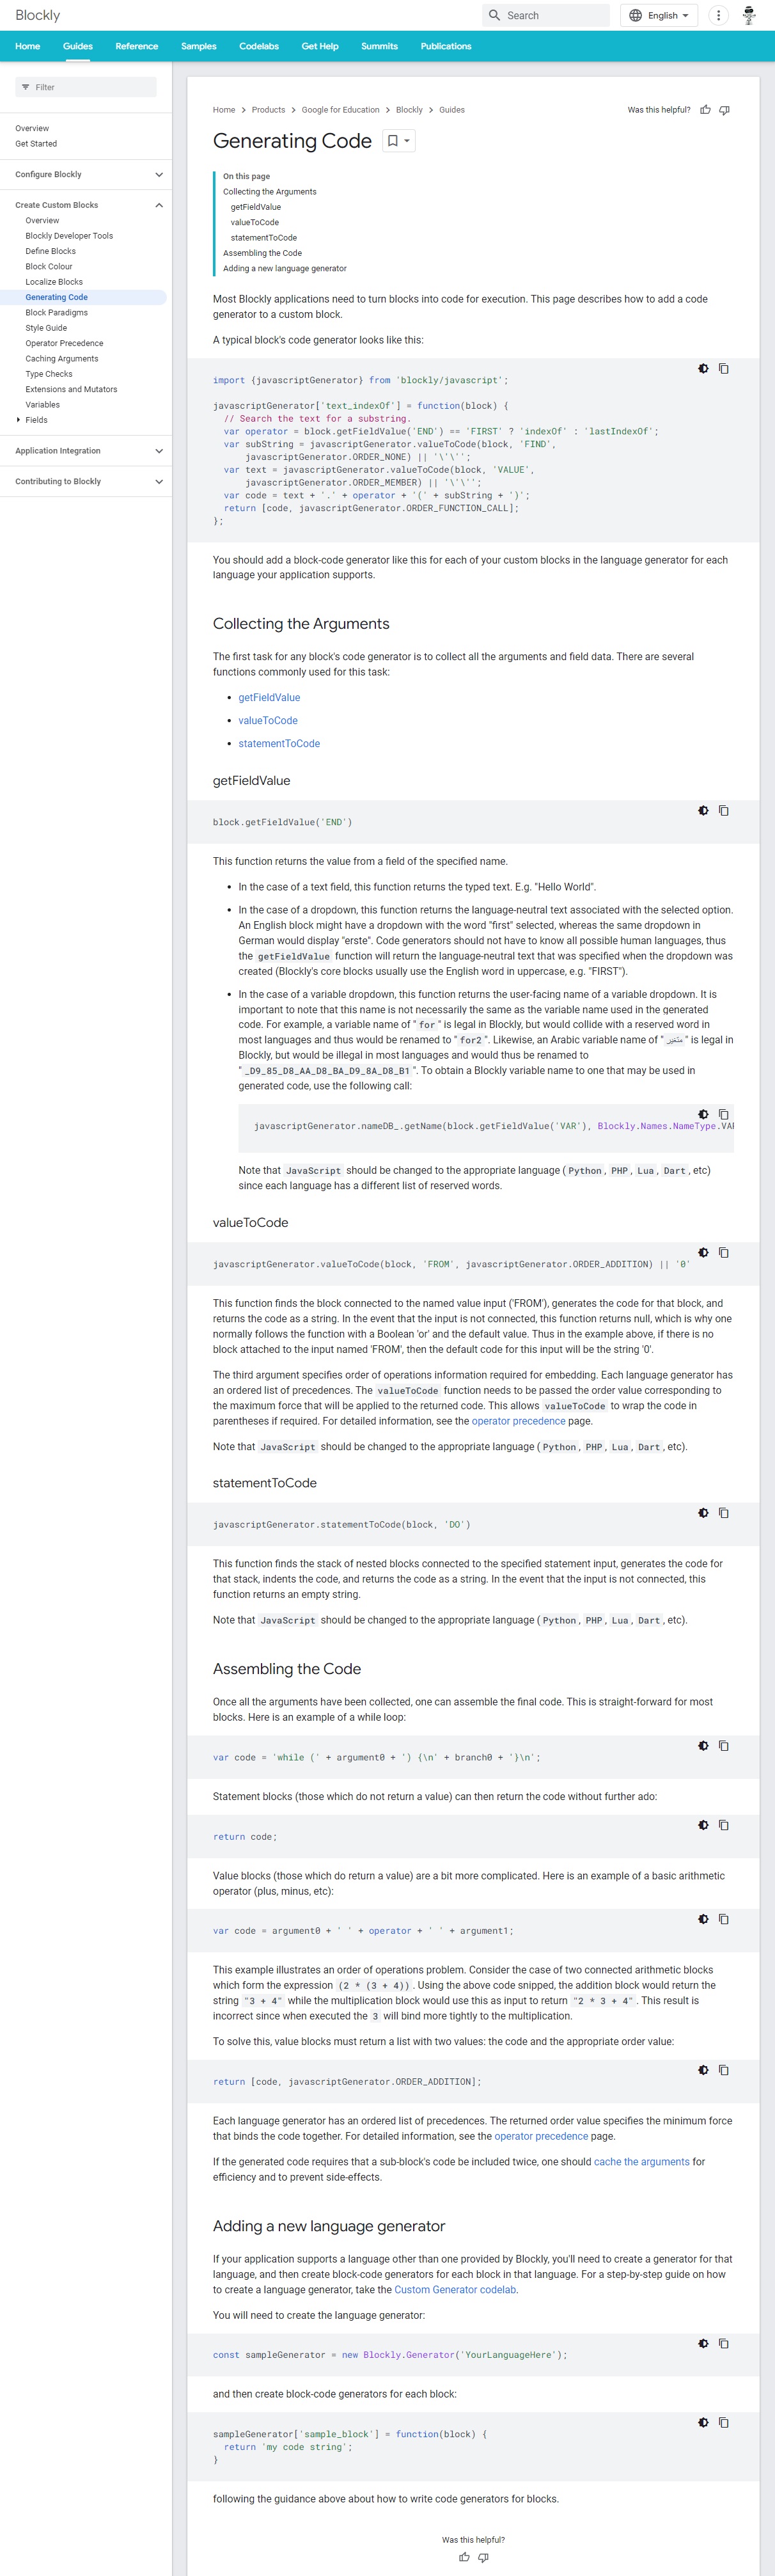 Blockly
Search
English
Home Guides Reference Samples Codelabs Get Help Summits Publications
Filter
Overview
Get Started
Configure Blockly
Create Custom Blocks
Overview
Blockly Developer Tools
Define Blocks
Block Colour
Localize Blocks
Generating Code
Block Paradigms
Style Guide
Operator Precedence
Caching Arguments
Type Checks
Extensions and Mutators
Variables
Fields
Application Integration
Contributing to Blockly
Home > Products > Google for Education > Blockly > Guides
Was this helpful?
Generating Code
On this page
Collecting the Arguments
getFieldValue
valueToCode
statementToCode
Assembling the Code
Adding a new language generator
Most Blockly applications need to turn blocks into code for execution. This page describes how to add a code
generator to a custom block.
A typical block's code generator looks like this:
import {javascriptGenerator} from 'blockly/javascript';
javascriptGenerator['text_indexOf'] = function(block) {
// Search the text for a substring.
var operator = block.getFieldValue('END') == 'FIRST' ? 'indexOf' : 'lastIndexOf';
var subString = javascriptGenerator.valueToCode(block, 'FIND',
javascriptGenerator.ORDER_NONE) || '\'\'';
var text = javascriptGenerator.valueToCode(block, 'VALUE',
javascriptGenerator.ORDER_MEMBER) || '\'\'';
var code = text + '.' + operator + '(' + subString + ')';
return [code, javascriptGenerator.ORDER_FUNCTION_CALL];
};
You should add a block-code generator like this for each of your custom blocks in the language generator for each
language your application supports.
Collecting the Arguments
The first task for any block's code generator is to collect all the arguments and field data. There are several
functions commonly used for this task:
• getFieldValue
• valueToCode
• statementToCode
getFieldValue
block.getFieldValue('END')
This function returns the value from a field of the specified name.
• In the case of a text field, this function returns the typed text. E.g. "Hello World".
• In the case of a dropdown, this function returns the language-neutral text associated with the selected option.
An English block might have a dropdown with the word "first" selected, whereas the same dropdown in
German would display "erste". Code generators should not have to know all possible human languages, thus
the getFieldValue function will return the language-neutral text that was specified when the dropdown was
created (Blockly's core blocks usually use the English word in uppercase, e.g. "FIRST").
• In the case of a variable dropdown, this function returns the user-facing name of a variable dropdown. It is
important to note that this name is not necessarily the same as the variable name used in the generated
code. For example, a variable name of "for" is legal in Blockly, but would collide with a reserved word in
most languages and thus would be renamed to "for2". Likewise, an Arabic variable name of "متغير" is legal in
Blockly, but would be illegal in most languages and would thus be renamed to
"_D9_85_D8_AA_D8_BA_D9_8A_D8_B1". To obtain a Blockly variable name to one that may be used in
generated code, use the following call:
javascriptGenerator.nameDB_.getName(block.getFieldValue('VAR'), Blockly.Names.NameType.VAR
Note that JavaScript should be changed to the appropriate language (Python, PHP, Lua, Dart, etc)
since each language has a different list of reserved words.
valueToCode
javascriptGenerator.valueToCode(block, 'FROM', javascriptGenerator.ORDER_ADDITION) || '0'
This function finds the block connected to the named value input ('FROM'), generates the code for that block, and
returns the code as a string. In the event that the input is not connected, this function returns null, which is why one
normally follows the function with a Boolean 'or' and the default value. Thus in the example above, if there is no
block attached to the input named 'FROM', then the default code for this input will be the string '0'.
The third argument specifies order of operations information required for embedding. Each language generator has
an ordered list of precedences. The valueToCode function needs to be passed the order value corresponding to
the maximum force that will be applied to the returned code. This allows valueToCode to wrap the code in
parentheses if required. For detailed information, see the operator precedence page.
Note that JavaScript should be changed to the appropriate language (Python, PHP, Lua, Dart, etc).
statementToCode
javascriptGenerator.statementToCode(block, 'DO')
This function finds the stack of nested blocks connected to the specified statement input, generates the code for
that stack, indents the code, and returns the code as a string. In the event that the input is not connected, this
function returns an empty string.
Note that JavaScript should be changed to the appropriate language (Python, PHP, Lua, Dart, etc).
Assembling the Code
Once all the arguments have been collected, one can assemble the final code. This is straight-forward for most
blocks. Here is an example of a while loop:
var code = 'while (' + argument0 + ') {\n' + branch0 + '}\n';
Statement blocks (those which do not return a value) can then return the code without further ado:
return code;
Value blocks (those which do return a value) are a bit more complicated. Here is an example of a basic arithmetic
operator (plus, minus, etc):
var code = argument0 + ' ' + operator + ' ' + argument1;
This example illustrates an order of operations problem. Consider the case of two connected arithmetic blocks
which form the expression (2 * (3 + 4)). Using the above code snipped, the addition block would return the
string "3 + 4" while the multiplication block would use this as input to return "2 * 3 + 4". This result is
incorrect since when executed the 3 will bind more tightly to the multiplication.
To solve this, value blocks must return a list with two values: the code and the appropriate order value:
return [code, javascriptGenerator.ORDER_ADDITION];
Each language generator has an ordered list of precedences. The returned order value specifies the minimum force
that binds the code together. For detailed information, see the operator precedence page.
If the generated code requires that a sub-block's code be included twice, one should cache the arguments for
efficiency and to prevent side-effects.
Adding a new language generator
If your application supports a language other than one provided by Blockly, you'll need to create a generator for that
language, and then create block-code generators for each block in that language. For a step-by-step guide on how
to create a language generator, take the Custom Generator codelab.
You will need to create the language generator:
const sampleGenerator = new Blockly.Generator('YourLanguageHere');
and then create block-code generators for each block:
sampleGenerator['sample_block'] = function(block) {
return 'my code string';
}
following the guidance above about how to write code generators for blocks.
Was this helpful?